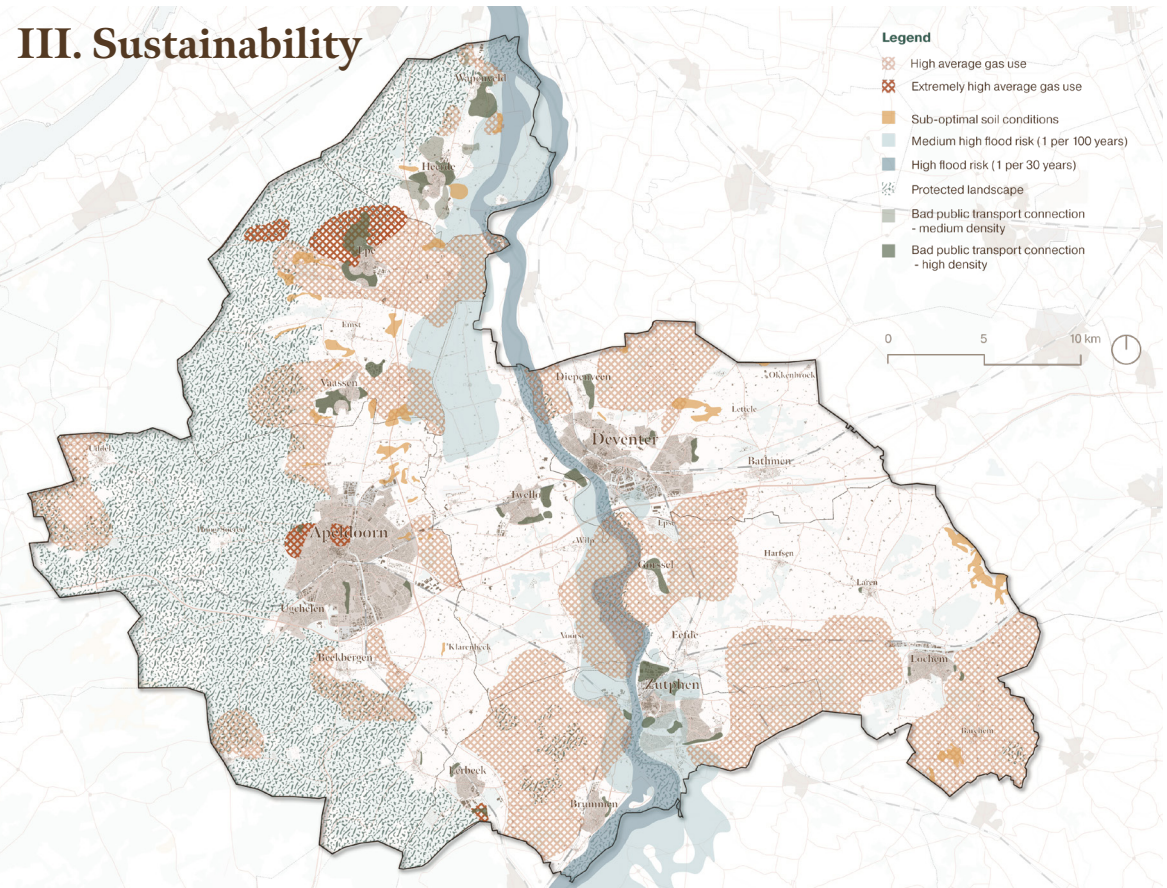 III. Sustainability
Legend
High average gas use
Extremely high average gas use
Sub-optimal soil conditions
Medium high flood risk (1 per 100 years)
High flood risk (1 per 30 years)
Protected landscape
Bad public transport connection
- medium density
Bad public transport connection
- high density
0 5 10 km
Wapenveld
Heerde
Epe
Emst
Vaassen
Diepenveen
Okkenbroek
Lettele
Deventer
Bathmen
Uddel
Twello
Apeldoorn
Wilp
Epse
Gorssel
Harfsen
Laren
Ugchelen
Voorst
Eefde
Klarenbeek
Beekbergen
Lochem
Zutphen
Barchem
Eerbeek
Brummen